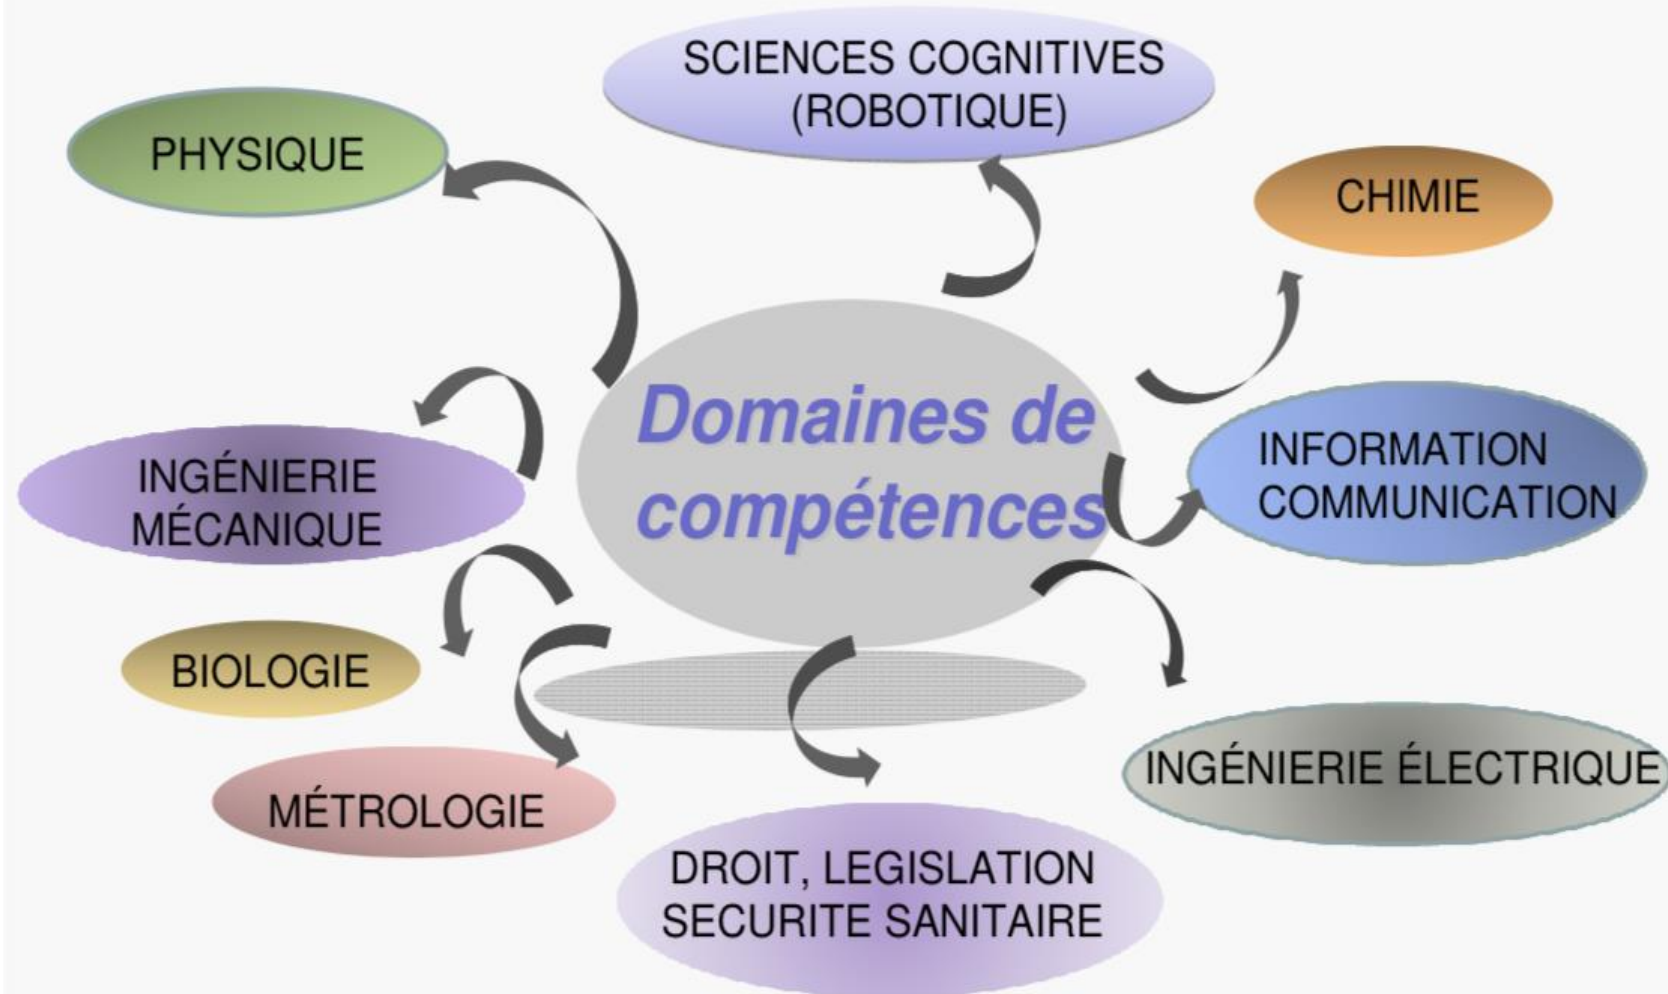 SCIENCES COGNITIVES
(ROBOTIQUE)
PHYSIQUE
CHIMIE
Domaines de
compétences
INGÉNIERIE
MÉCANIQUE
INFORMATION
COMMUNICATION
BIOLOGIE
MÉTROLOGIE
INGÉNIERIE ÉLECTRIQUE
DROIT, LEGISLATION
SECURITE SANITAIRE